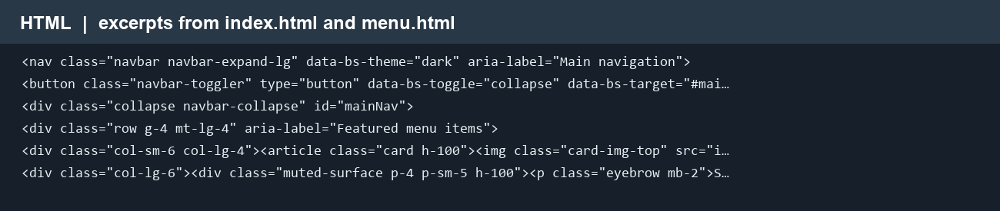 HTML | excerpts from index.html and menu.html
<nav class="navbar navbar-expand-lg" data-bs-theme="dark" aria-label="Main navigation">
<button class="navbar-toggler" type="button" data-bs-toggle="collapse" data-bs-target="#mai…
<div class="collapse navbar-collapse" id="mainNav">
<div class="row g-4 mt-lg-4" aria-label="Featured menu items">
<div class="col-sm-6 col-lg-4"><article class="card h-100"><img class="card-img-top" src="i…
<div class="col-lg-6"><div class="muted-surface p-4 p-sm-5 h-100"><p class="eyebrow mb-2">S…